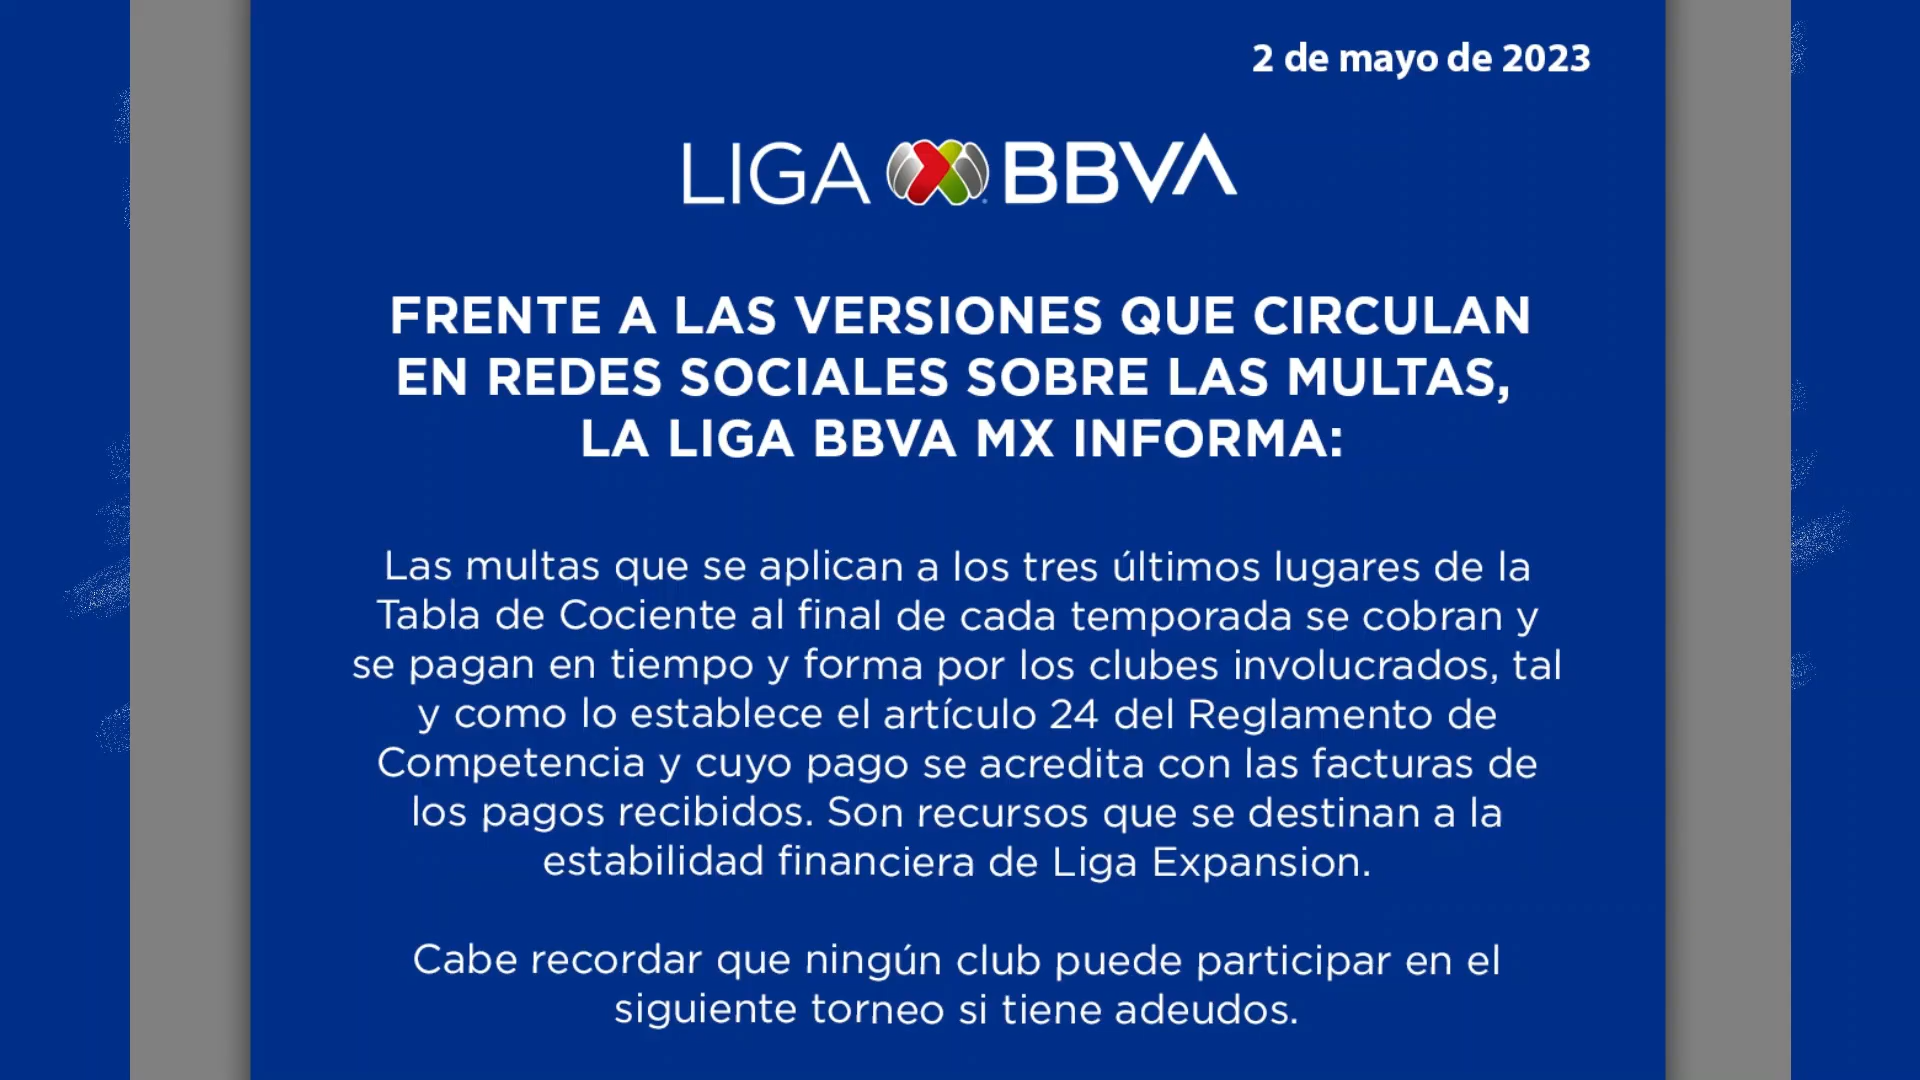 2 de mayo de 2023
LIGA BBVA
FRENTE A LAS VERSIONES QUE CIRCULAN
EN REDES SOCIALES SOBRE LAS MULTAS,
LA LIGA BBVA MX INFORMA:
Las multas que se aplican a los tres últimos lugares de la
Tabla de Cociente al final de cada temporada se cobran y
se pagan en tiempo y forma por los clubes involucrados, tal
y como lo establece el artículo 24 del Reglamento de
Competencia y cuyo pago se acredita con las facturas de
los pagos recibidos. Son recursos que se destinan a la
estabilidad financiera de Liga Expansion.
Cabe recordar que ningún club puede participar en el
siguiente torneo si tiene adeudos.